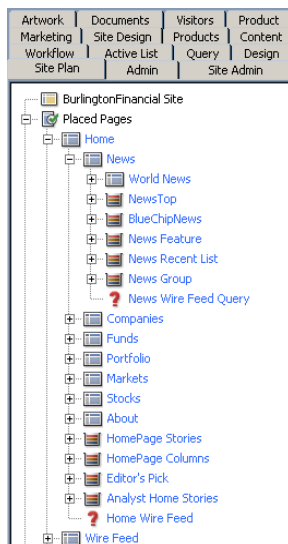 Artwork Documents Visitors Product
Marketing Site Design Products Content
Workflow Active List Query Design
Site Plan Admin Site Admin
BurlingtonFinancial Site
Placed Pages
Home
News
World News
NewsTop
BlueChipNews
News Feature
News Recent List
News Group
? News Wire Feed Query
Companies
Funds
Portfolio
Markets
Stocks
About
HomePage Stories
HomePage Columns
Editor's Pick
Analyst Home Stories
? Home Wire Feed
Wire Feed